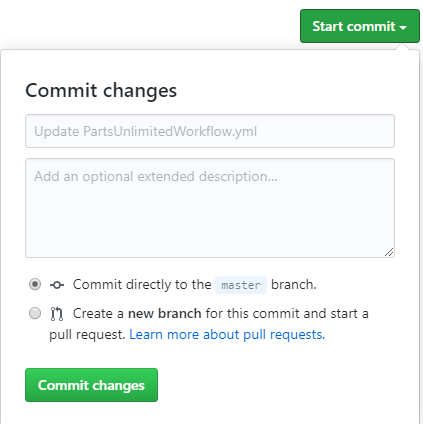 Start commit
Commit changes
Update PartsUnlimitedWorkflow.yml
Add an optional extended description...
Commit directly to the master branch.
Create a new branch for this commit and start a
pull request. Learn more about pull requests.
Commit changes